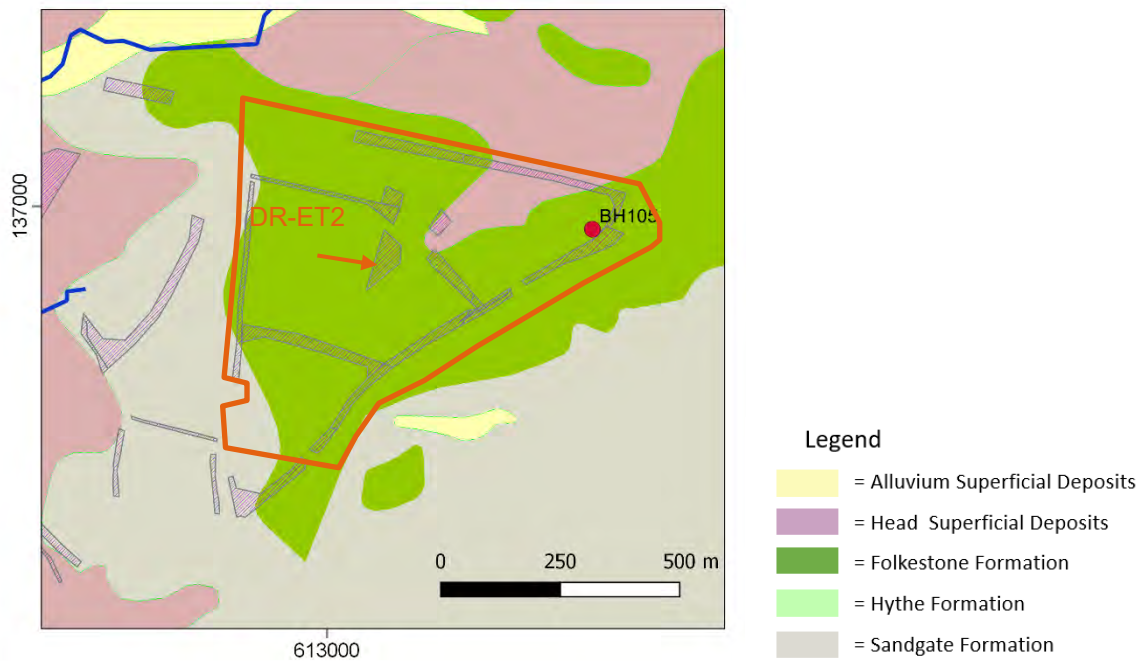 137000
DR-ET2
BH105
0 250 500 m
613000
Legend
= Alluvium Superficial Deposits
= Head Superficial Deposits
= Folkestone Formation
= Hythe Formation
= Sandgate Formation